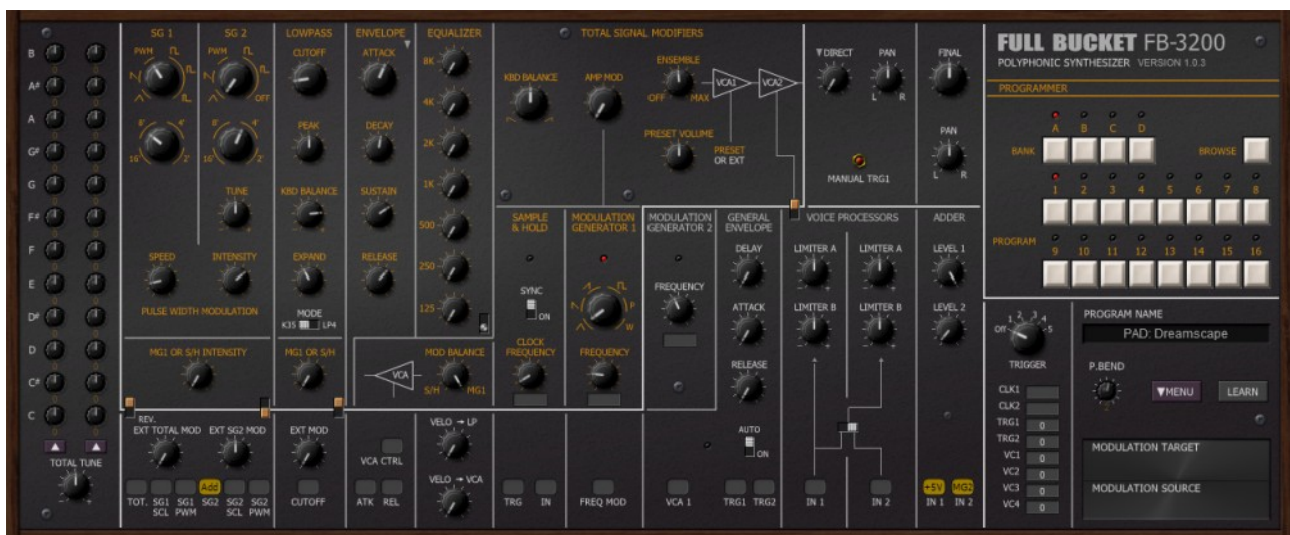 FULL BUCKET FB-3200
POLYPHONIC SYNTHESIZER VERSION 1.0.3
B
A#
A
G#
G
F#
F
E
D#
D
C#
C
TOTAL TUNE
SG 1
PWM
8' 4'
16' 2'
SG 2
PWM
OFF
8' 4'
16' 2'
TUNE
SPEED
INTENSITY
PULSE WIDTH MODULATION
MG1 OR S/H INTENSITY
LOWPASS
CUTOFF
PEAK
KBD BALANCE
EXPAND
MODE
K35 LP4
MG1 OR S/H
ENVELOPE
ATTACK
DECAY
SUSTAIN
RELEASE
EQUALIZER
8K
4K
2K
1K
500
250
125
VCA
MOD BALANCE
S/H MG1
TOTAL SIGNAL MODIFIERS
KBD BALANCE
AMP MOD
ENSEMBLE
OFF MAX
PRESET VOLUME
VCA1 VCA2
PRESET
OR EXT
▼DIRECT
PAN
L R
MANUAL TRG1
FINAL
PAN
L R
SAMPLE
& HOLD
SYNC
ON
CLOCK
FREQUENCY
MODULATION
GENERATOR 1
P
W
FREQUENCY
MODULATION
GENERATOR 2
FREQUENCY
GENERAL
ENVELOPE
DELAY
ATTACK
RELEASE
AUTO
ON
VOICE PROCESSORS
LIMITER A LIMITER A
LIMITER B LIMITER B
ADDER
LEVEL 1
LEVEL 2
REV.
EXT TOTAL MOD EXT SG2 MOD
Add
TOT. SG1 SG1 SG2 SG2 SG2
SCL PWM SCL PWM
EXT MOD
CUTOFF
VCA CTRL
ATK REL
VELO → LP
VELO → VCA
TRG IN
FREQ MOD
VCA 1
TRG1 TRG2
IN 1
IN 2
+5V MG2
IN 1 IN 2
PROGRAMMER
A B C D
BANK
BROWSE
1 2 3 4 5 6 7 8
PROGRAM
9 10 11 12 13 14 15 16
Off 1 2 3 4 5
TRIGGER
CLK1
CLK2
TRG1 0
TRG2 0
VC1 0
VC2 0
VC3 0
VC4 0
PROGRAM NAME
PAD: Dreamscape
P.BEND
▼MENU
LEARN
MODULATION TARGET
MODULATION SOURCE